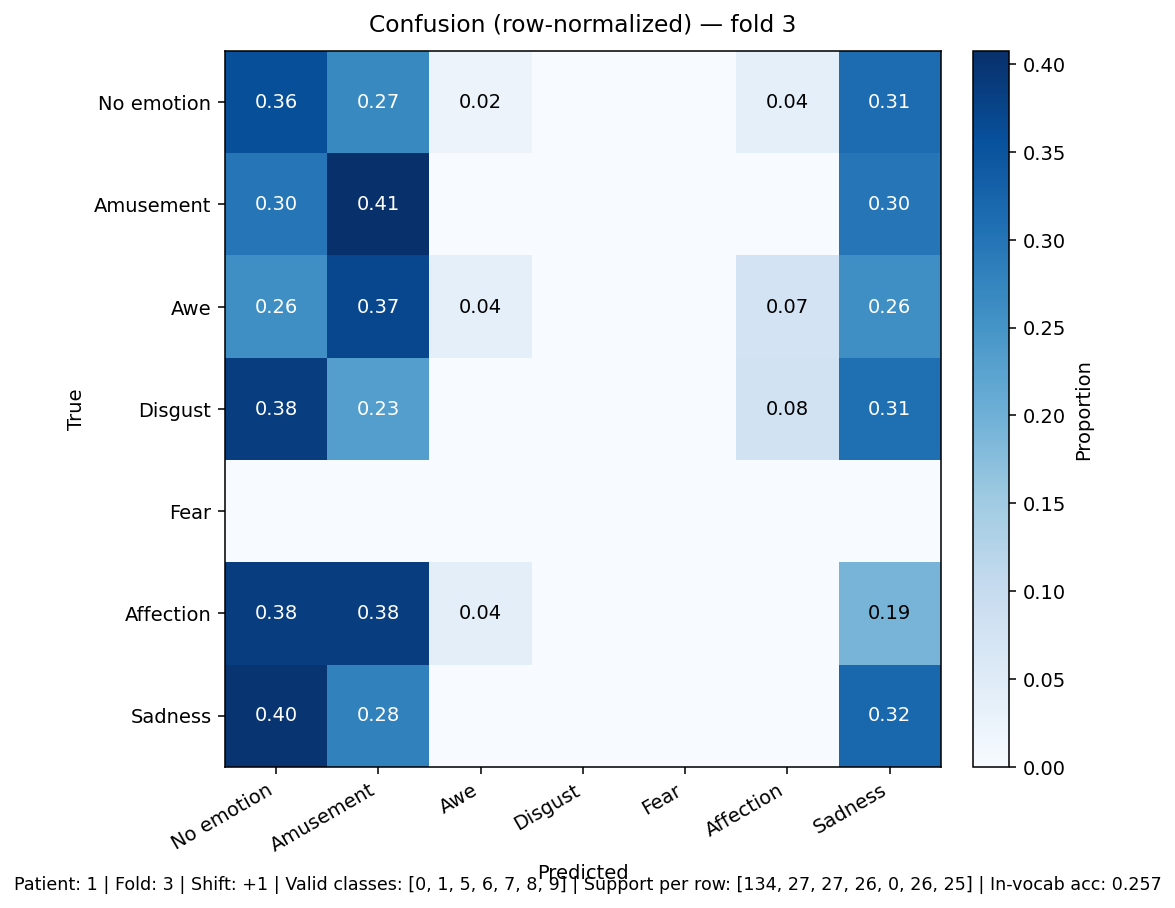 Confusion (row-normalized) — fold 3
No emotion 0.36 0.27 0.02 0.04 0.31
Amusement 0.30 0.41 0.30
Awe 0.26 0.37 0.04 0.07 0.26
Disgust 0.38 0.23 0.08 0.31
Fear
Affection 0.38 0.38 0.04 0.19
Sadness 0.40 0.28 0.32
True
No emotion Amusement Awe Disgust Fear Affection Sadness
Predicted
0.40
0.35
0.30
0.25
0.20
0.15
0.10
0.05
0.00
Proportion
Patient: 1 | Fold: 3 | Shift: +1 | Valid classes: [0, 1, 5, 6, 7, 8, 9] | Support per row: [134, 27, 27, 26, 0, 26, 25] | In-vocab acc: 0.257